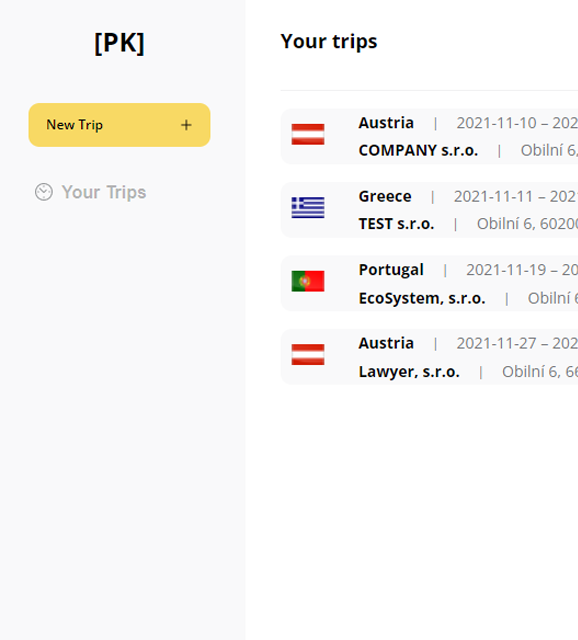 [PK]
New Trip +
Your Trips
Your trips
Austria | 2021-11-10 – 202
COMPANY s.r.o. | Obilní 6,
Greece | 2021-11-11 – 202
TEST s.r.o. | Obilní 6, 6020
Portugal | 2021-11-19 – 20
EcoSystem, s.r.o. | Obilní 6
Austria | 2021-11-27 – 202
Lawyer, s.r.o. | Obilní 6, 66